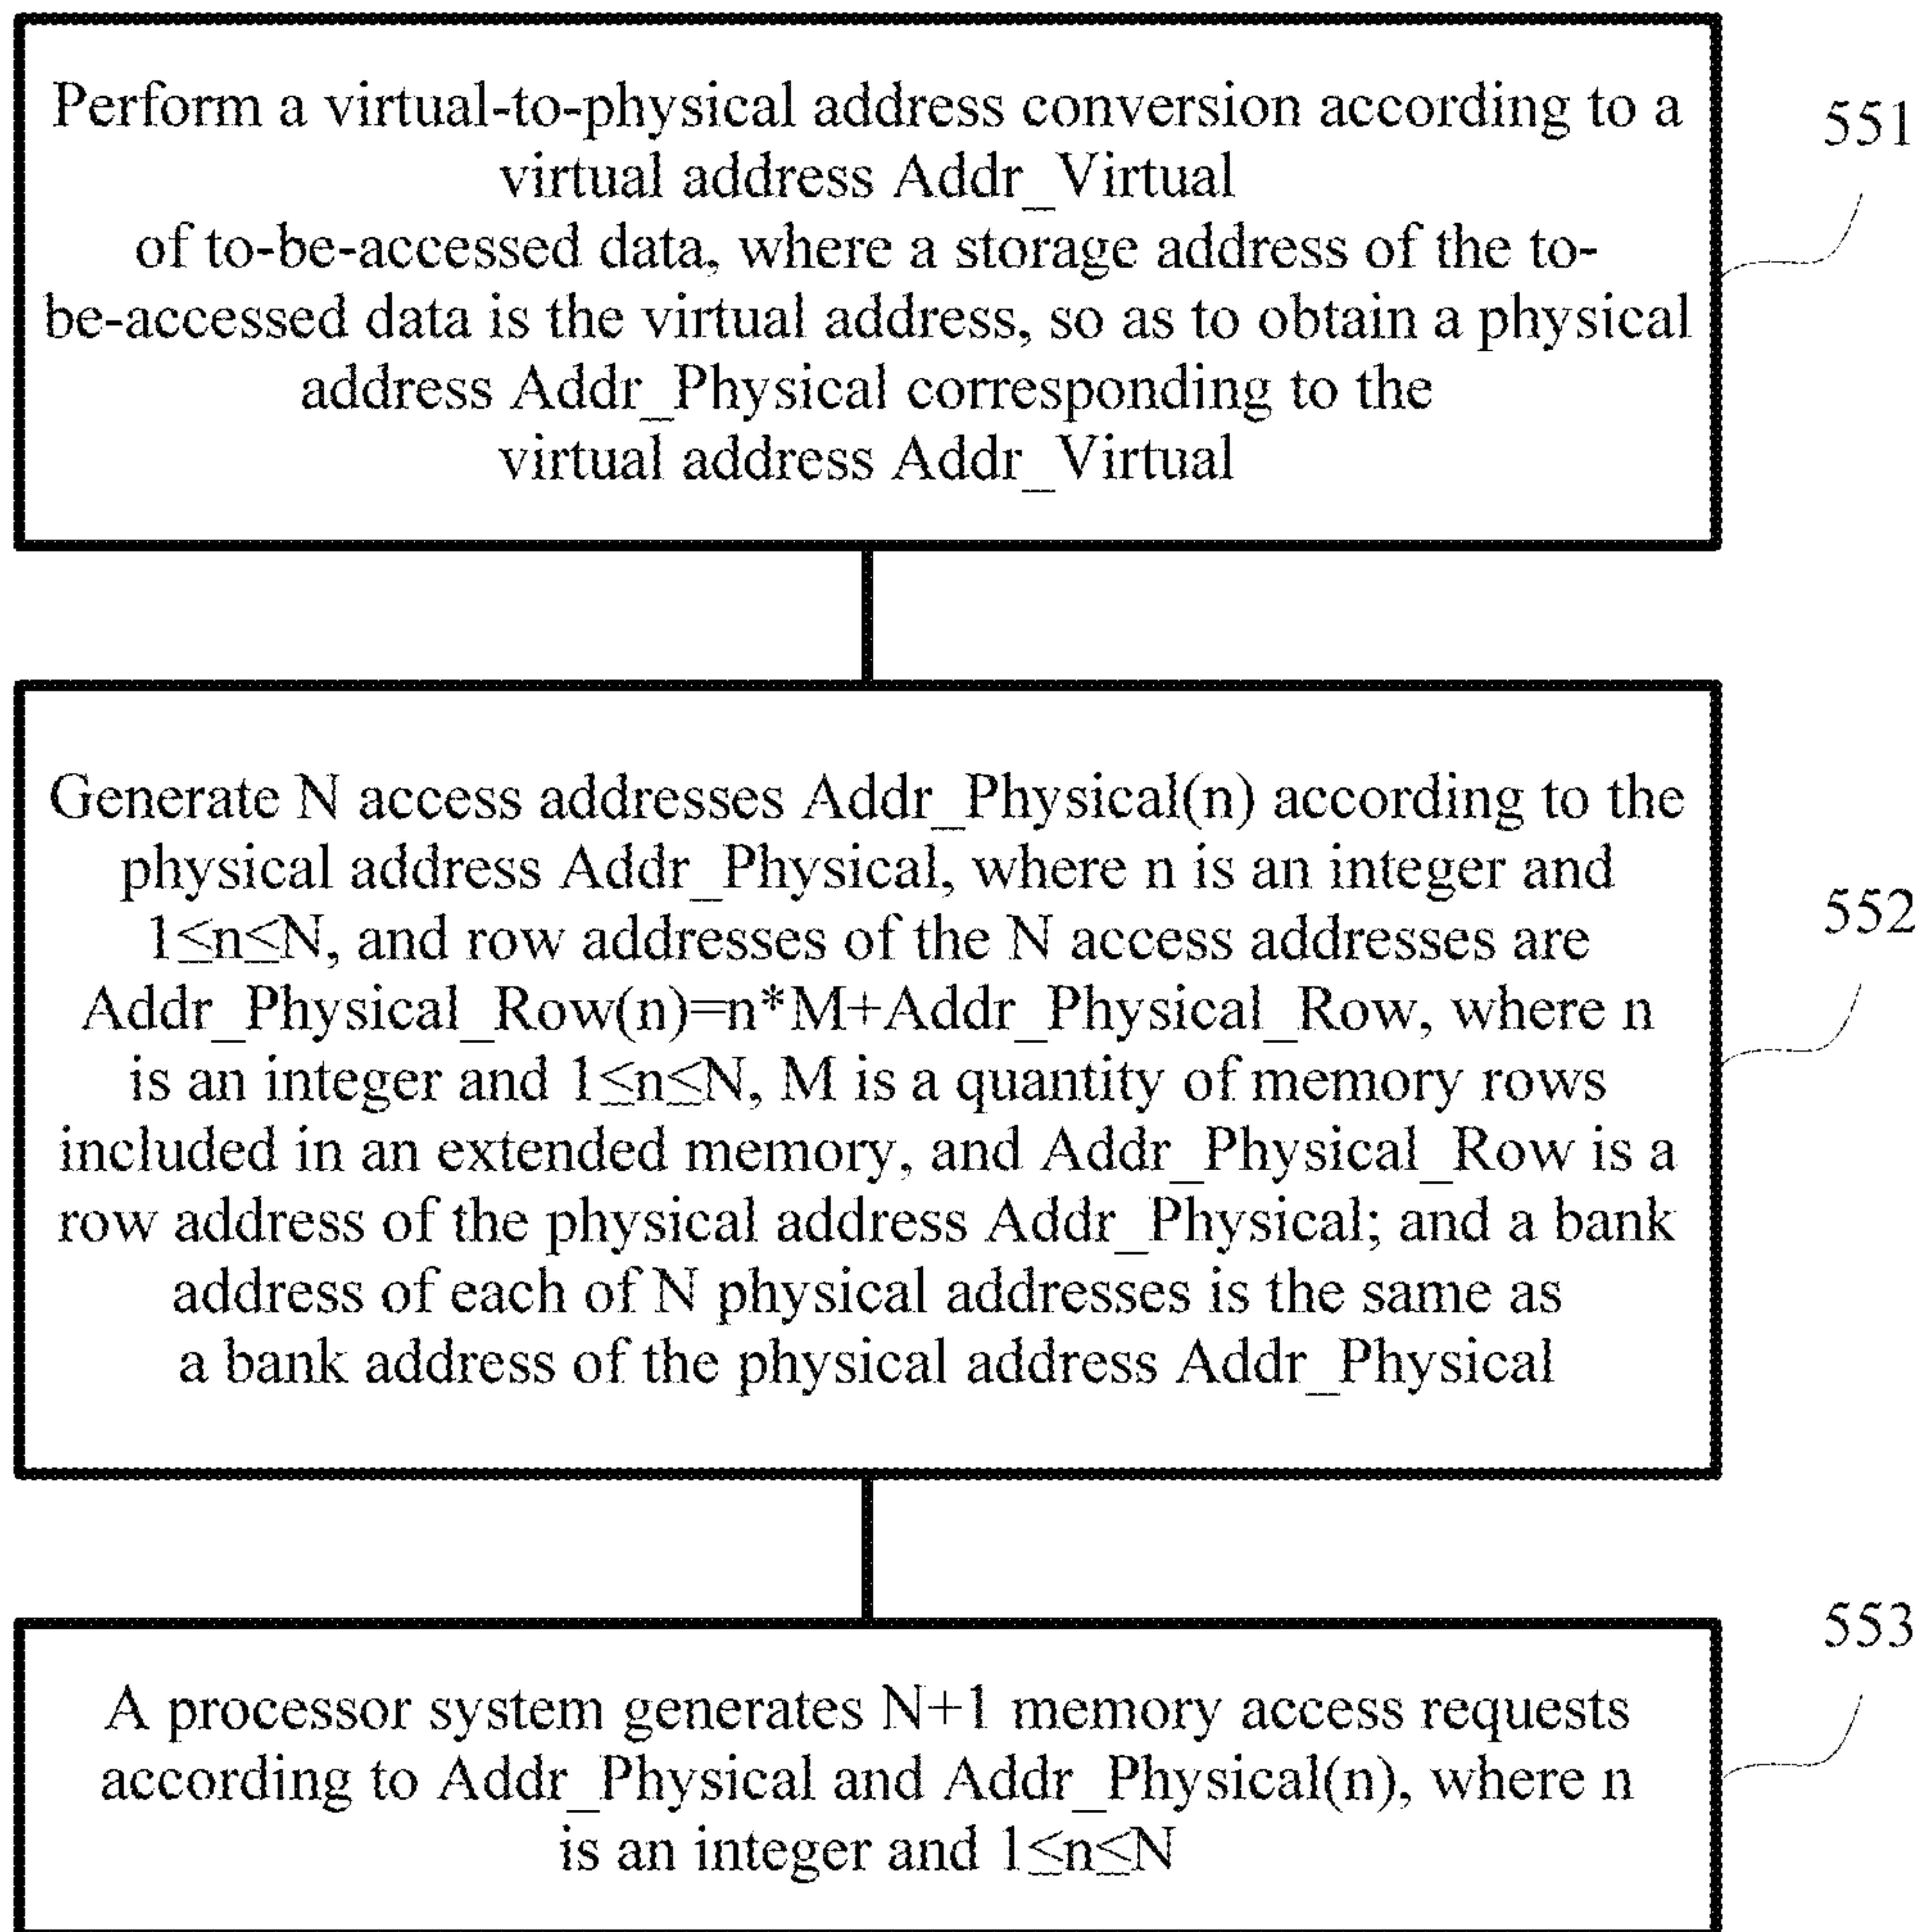 Perform a virtual-to-physical address conversion according to a
virtual address Addr_Virtual
of to-be-accessed data, where a storage address of the to-
be-accessed data is the virtual address, so as to obtain a physical
address Addr_Physical corresponding to the
virtual address Addr_Virtual
551
Generate N access addresses Addr_Physical(n) according to the
physical address Addr_Physical, where n is an integer and
1≤n≤N, and row addresses of the N access addresses are
Addr_Physical_Row(n)=n*M+Addr_Physical_Row, where n
is an integer and 1≤n≤N, M is a quantity of memory rows
included in an extended memory, and Addr_Physical_Row is a
row address of the physical address Addr_Physical; and a bank
address of each of N physical addresses is the same as
a bank address of the physical address Addr_Physical
552
A processor system generates N+1 memory access requests
according to Addr_Physical and Addr_Physical(n), where n
is an integer and 1≤n≤N
553